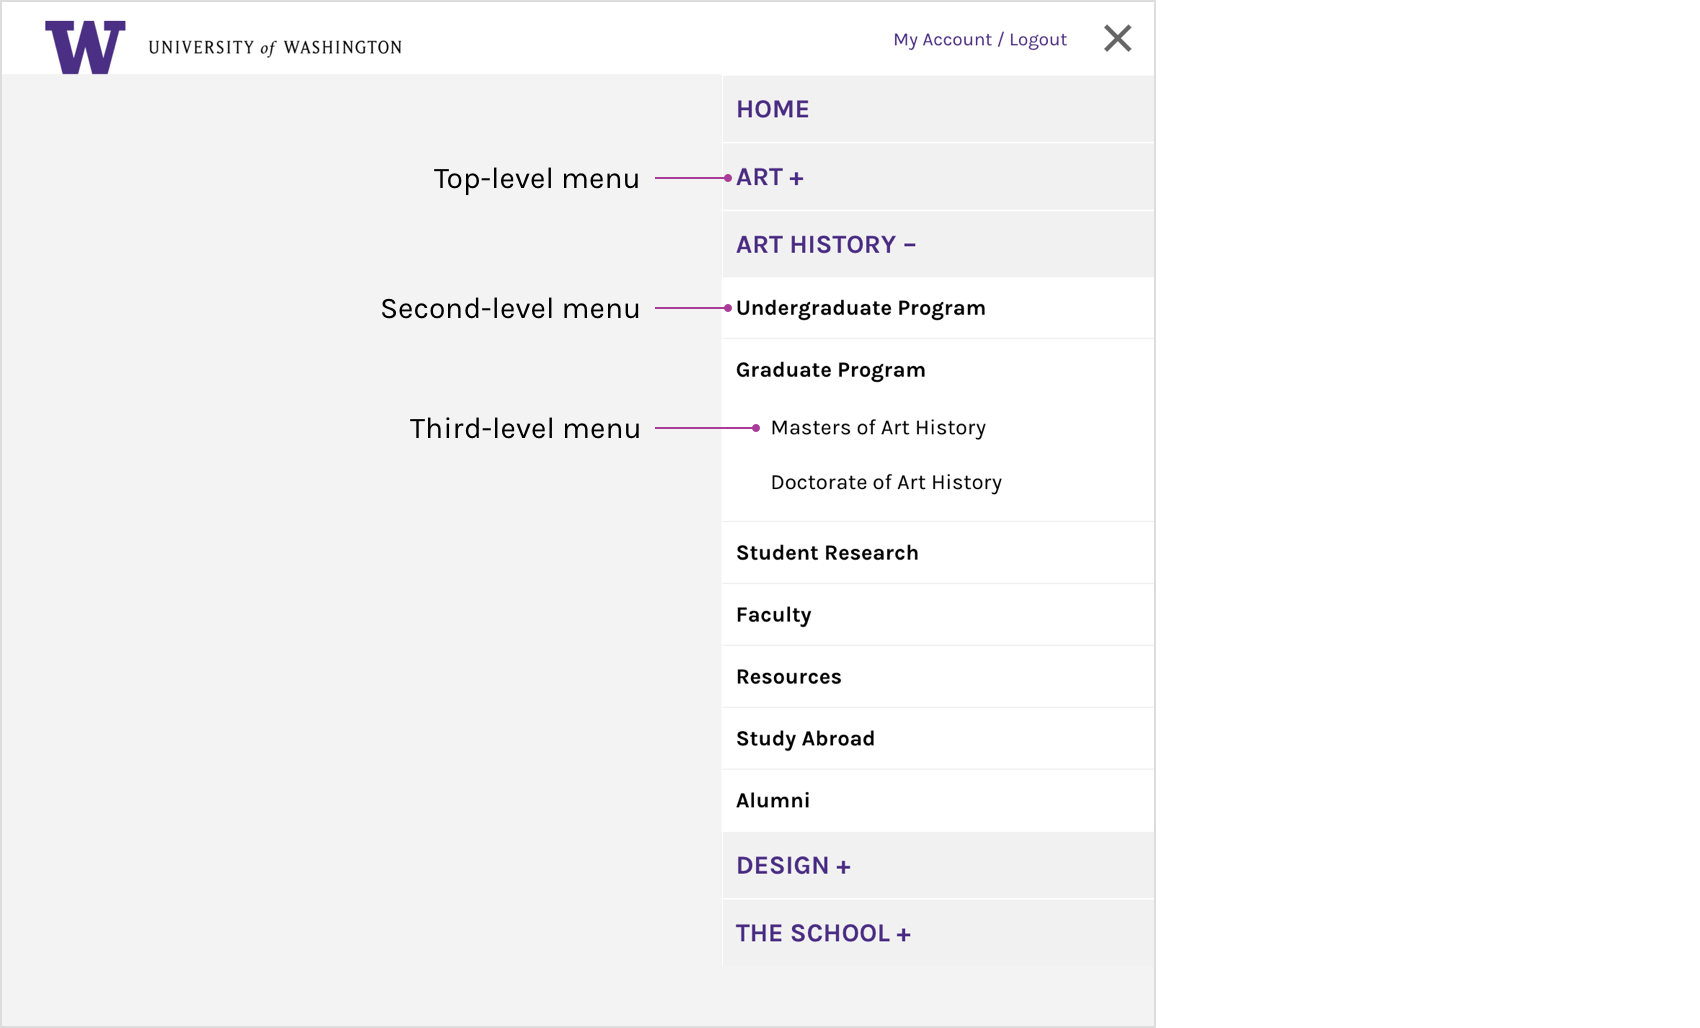 W UNIVERSITY of WASHINGTON
My Account / Logout
HOME
Top-level menu
ART +
ART HISTORY –
Second-level menu
Undergraduate Program
Graduate Program
Third-level menu
Masters of Art History
Doctorate of Art History
Student Research
Faculty
Resources
Study Abroad
Alumni
DESIGN +
THE SCHOOL +